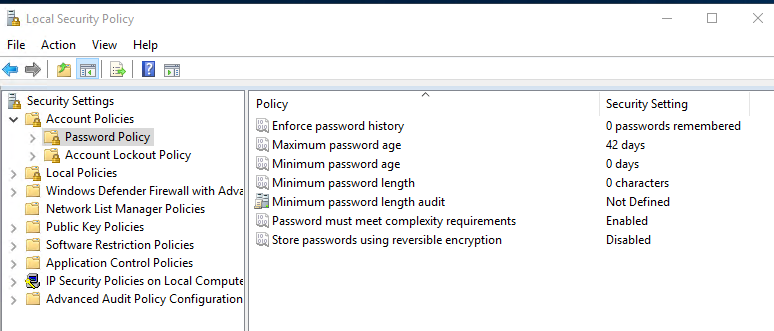 Local Security Policy
File Action View Help
Security Settings
Account Policies
Password Policy
Account Lockout Policy
Local Policies
Windows Defender Firewall with Adva
Network List Manager Policies
Public Key Policies
Software Restriction Policies
Application Control Policies
IP Security Policies on Local Compute
Advanced Audit Policy Configuration
Policy Security Setting
Enforce password history 0 passwords remembered
Maximum password age 42 days
Minimum password age 0 days
Minimum password length 0 characters
Minimum password length audit Not Defined
Password must meet complexity requirements Enabled
Store passwords using reversible encryption Disabled